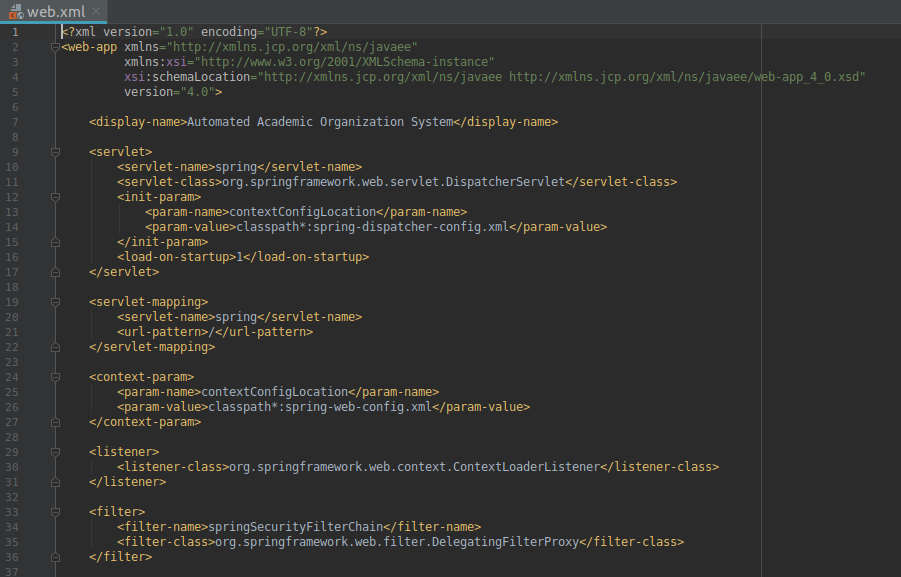 web.xml
1 <?xml version="1.0" encoding="UTF-8"?>
2 <web-app xmlns="http://xmlns.jcp.org/xml/ns/javaee"
3 xmlns:xsi="http://www.w3.org/2001/XMLSchema-instance"
4 xsi:schemaLocation="http://xmlns.jcp.org/xml/ns/javaee http://xmlns.jcp.org/xml/ns/javaee/web-app_4_0.xsd"
5 version="4.0">
6
7 <display-name>Automated Academic Organization System</display-name>
8
9 <servlet>
10 <servlet-name>spring</servlet-name>
11 <servlet-class>org.springframework.web.servlet.DispatcherServlet</servlet-class>
12 <init-param>
13 <param-name>contextConfigLocation</param-name>
14 <param-value>classpath*:spring-dispatcher-config.xml</param-value>
15 </init-param>
16 <load-on-startup>1</load-on-startup>
17 </servlet>
18
19 <servlet-mapping>
20 <servlet-name>spring</servlet-name>
21 <url-pattern>/</url-pattern>
22 </servlet-mapping>
23
24 <context-param>
25 <param-name>contextConfigLocation</param-name>
26 <param-value>classpath*:spring-web-config.xml</param-value>
27 </context-param>
28
29 <listener>
30 <listener-class>org.springframework.web.context.ContextLoaderListener</listener-class>
31 </listener>
32
33 <filter>
34 <filter-name>springSecurityFilterChain</filter-name>
35 <filter-class>org.springframework.web.filter.DelegatingFilterProxy</filter-class>
36 </filter>
37